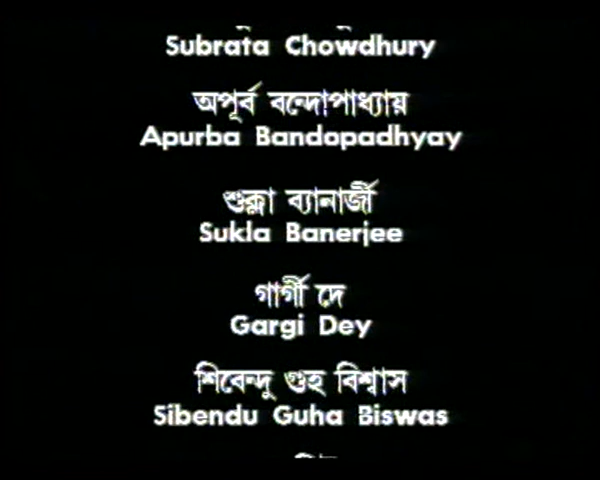 Subrata Chowdhury
অপূর্ব বন্দোপাধ্যায়
Apurba Bandopadhyay
শুক্লা ব্যানার্জী
Sukla Banerjee
গার্গী দে
Gargi Dey
শিবেন্দু গুহ বিশ্বাস
Sibendu Guha Biswas